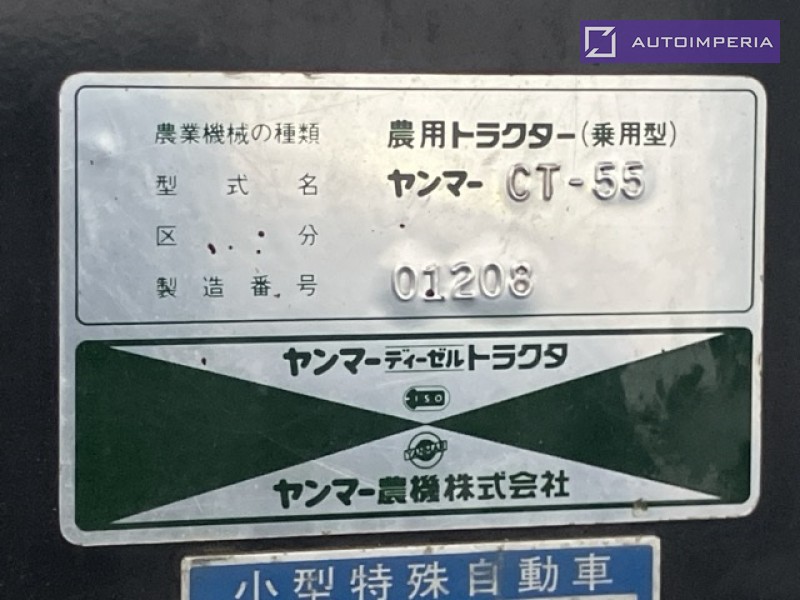 AUTOIMPERIA
農業機械の種類 農用トラクター(乗用型)
型式名 ヤンマー CT-55
区分
製造番号 01208
ヤンマーディーゼルトラクタ
ISO
YANMAR
ヤンマー農機株式会社
小型特殊自動車